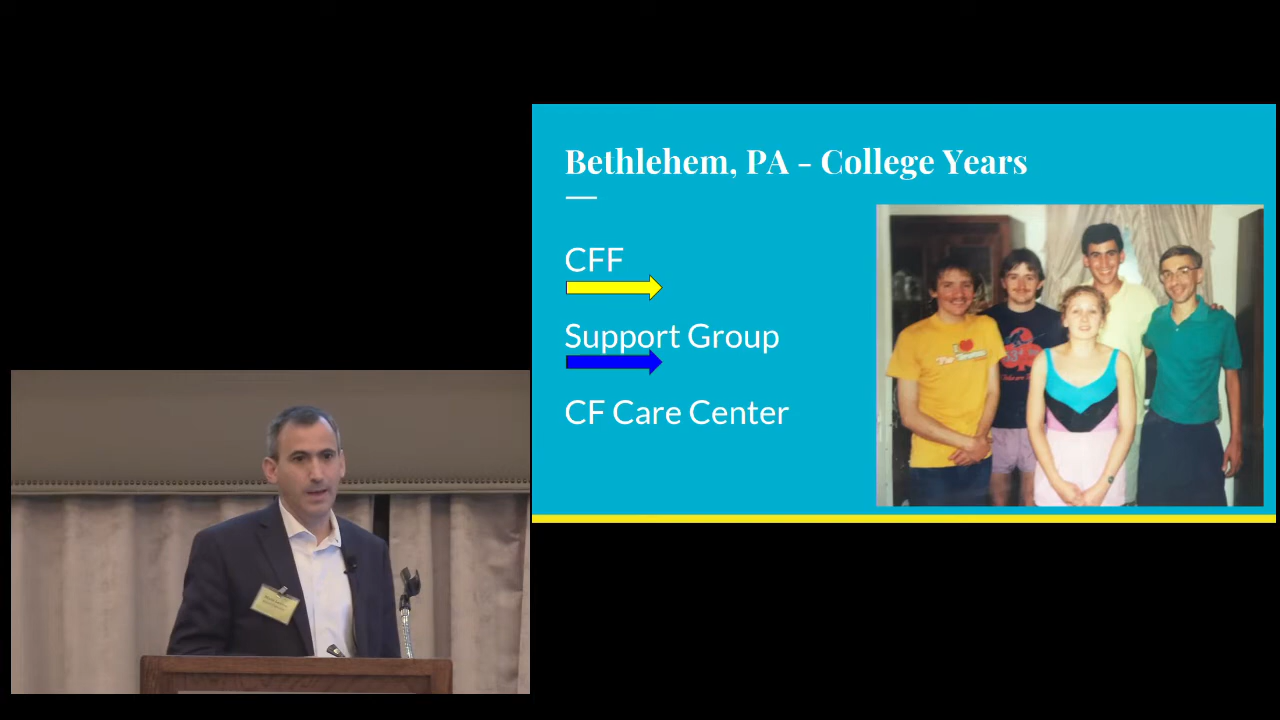 Bethlehem, PA - College Years
CFF
Support Group
CF Care Center